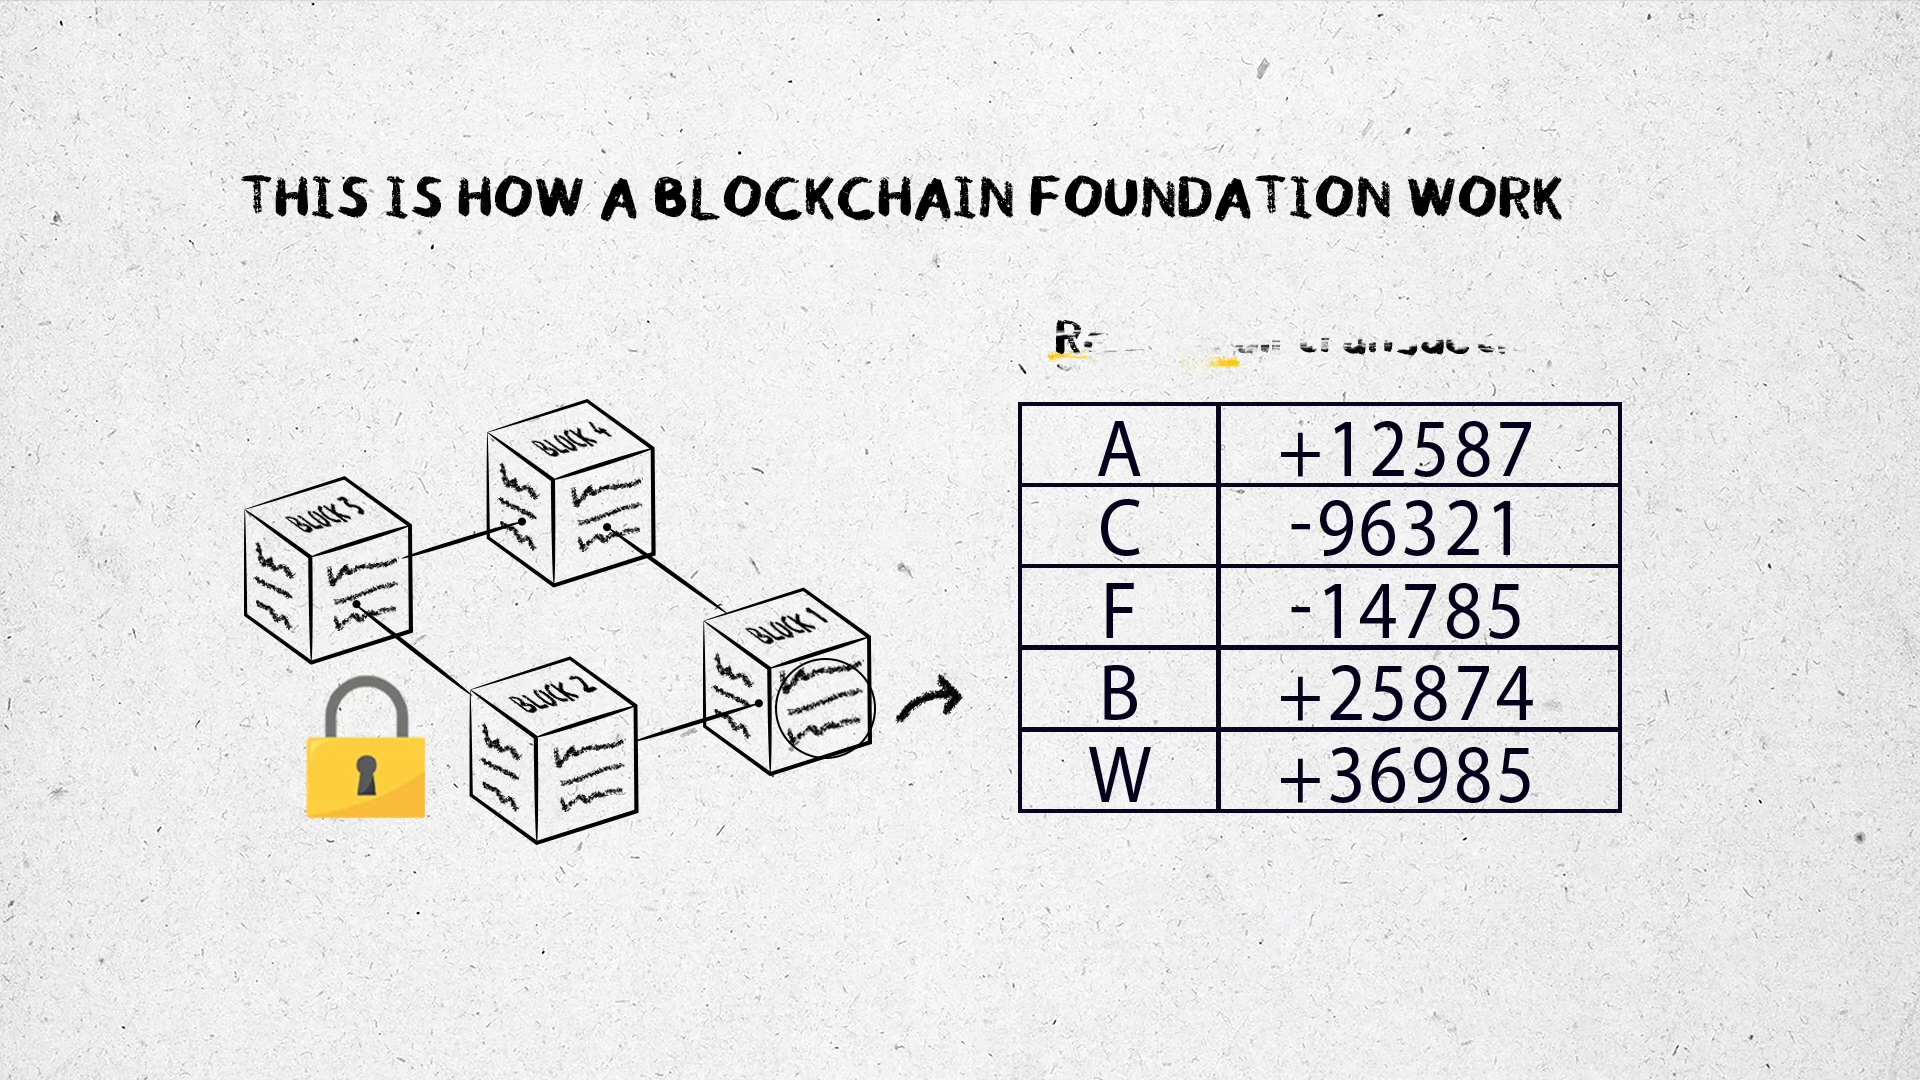 THIS IS HOW A BLOCKCHAIN FOUNDATION WORK
BLOCK 4
BLOCK 3
BLOCK 1
BLOCK 2
A +12587
C -96321
F -14785
B +25874
W +36985